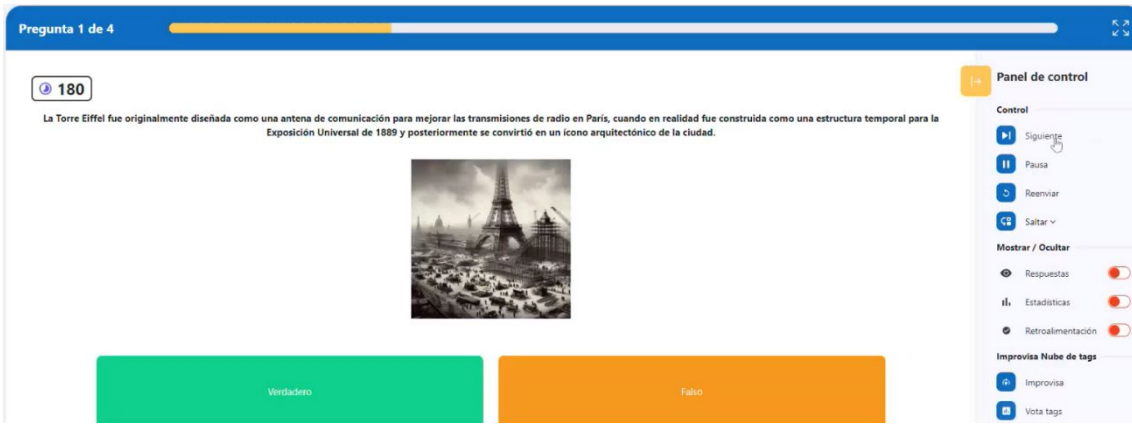 Pregunta 1 de 4
180
La Torre Eiffel fue originalmente diseñada como una antena de comunicación para mejorar las transmisiones de radio en París, cuando en realidad fue construida como una estructura temporal para la
Exposición Universal de 1889 y posteriormente se convirtió en un ícono arquitectónico de la ciudad.
Verdadero
Falso
Panel de control
Control
Siguiente
Pausa
Reenviar
Saltar
Mostrar / Ocultar
Respuestas
Estadísticas
Retroalimentación
Improvisa Nube de tags
Improvisa
Vota tags